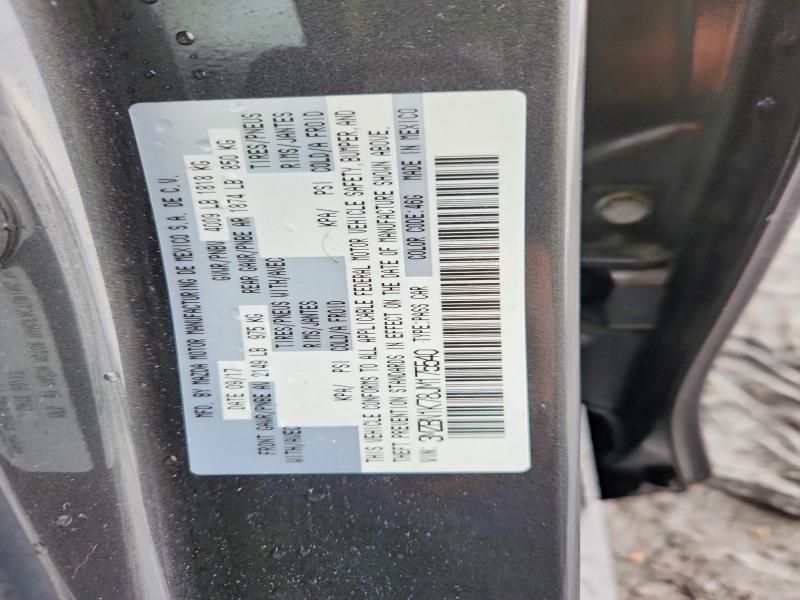 MFD. BY MAZDA MOTOR MANUFACTURING DE MEXICO S.A. DE C.V.
DATE 09/17 4009 LB 1818 KG
FRONT GAWR/PNBE AV 2149 LB 975 KG GVWR/PNBV REAR GAWR/PNBE AR 1874 LB 850 KG
WITH/AVEC TIRES/PNEUS WITH/AVEC TIRES/PNEUS
RIMS/JANTES RIMS/JANTES
KPA/ PSI COLD/A FROID KPA/ PSI COLD/A FROID
THIS VEHICLE CONFORMS TO ALL APPLICABLE FEDERAL MOTOR VEHICLE SAFETY, BUMPER, AND
THEFT PREVENTION STANDARDS IN EFFECT ON THE DATE OF MANUFACTURE SHOWN ABOVE.
VIN: 3MZBN1K78JM175540 TYPE:PASS CAR COLOR CODE:46G MADE IN MEXICO